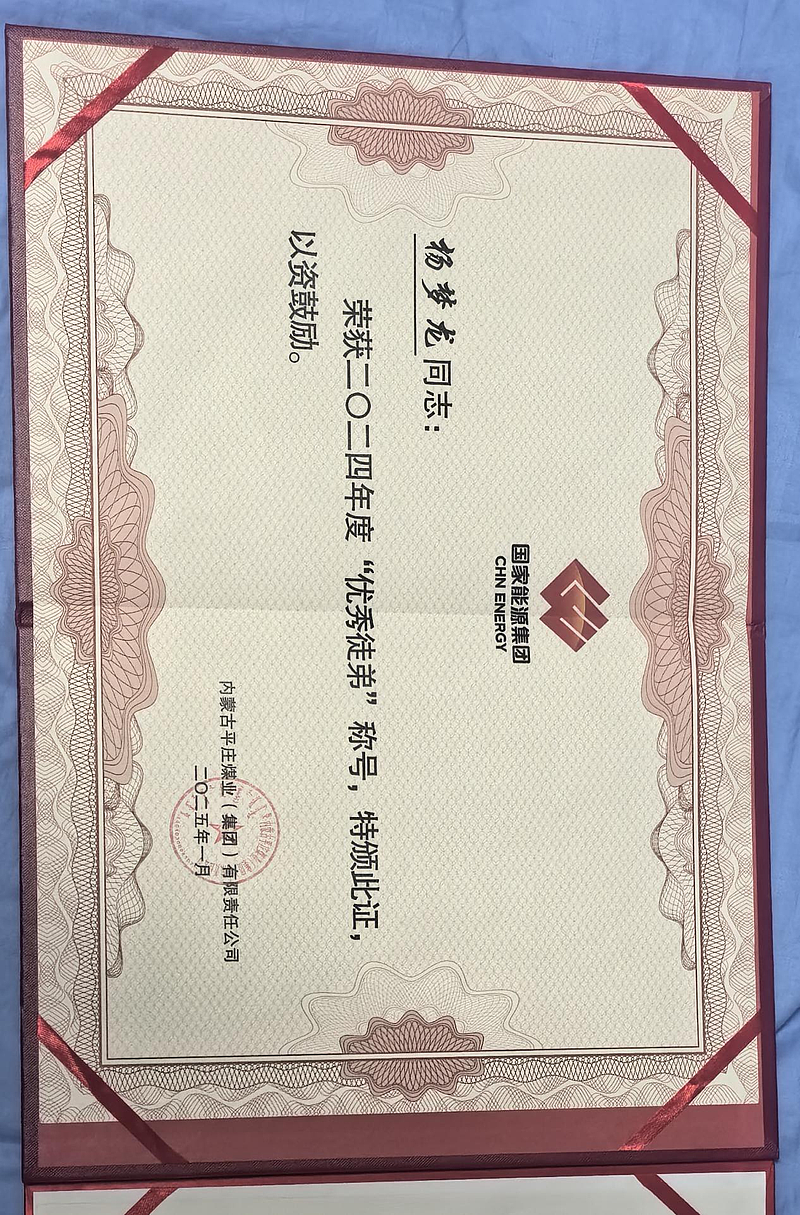 国家能源集团
CHN ENERGY
杨梦龙同志：
荣获二〇二四年度“优秀徒弟”称号，特颁此证，
以资鼓励。
内蒙古平庄煤业（集团）有限责任公司
二〇二五年一月